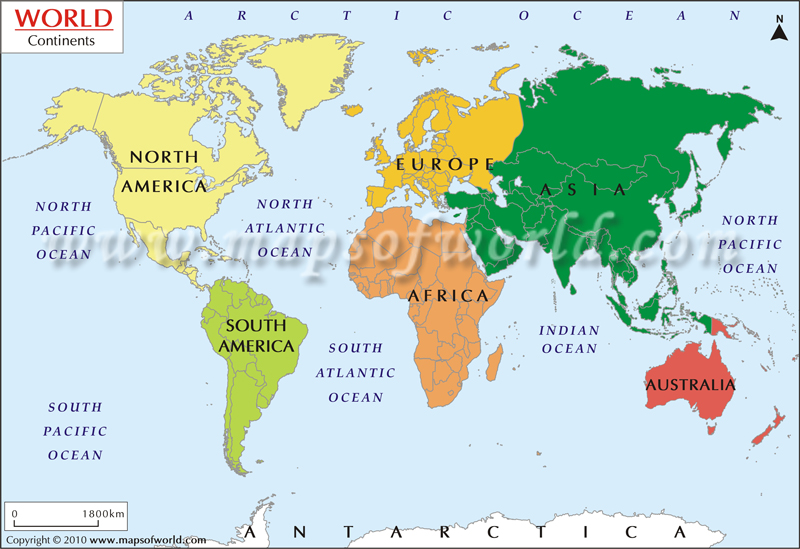 WORLD
Continents
ARCTIC OCEAN
N
NORTH
AMERICA
EUROPE
ASIA
NORTH
PACIFIC
OCEAN
NORTH
ATLANTIC
OCEAN
NORTH
PACIFIC
OCEAN
www.mapsofworld.com
AFRICA
SOUTH
AMERICA
INDIAN
OCEAN
SOUTH
ATLANTIC
OCEAN
AUSTRALIA
SOUTH
PACIFIC
OCEAN
0 1800km
ANTARCTICA
Copyright © 2010 www.mapsofworld.com